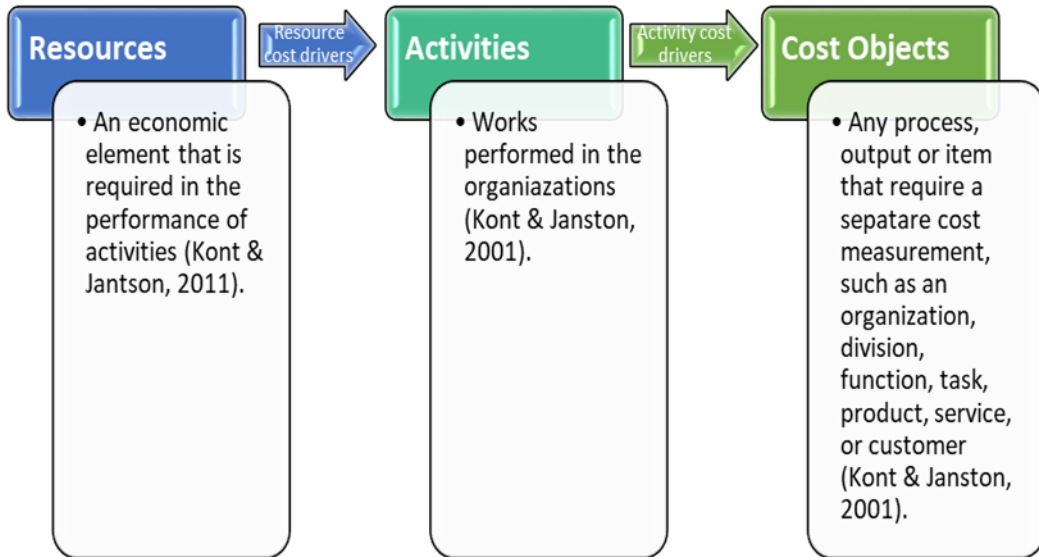 Resources
Resource
cost drivers
Activities
Activity cost
drivers
Cost Objects
• An economic
element that is
required in the
performance of
activities (Kont &
Jantson, 2011).
• Works
performed in the
organiazations
(Kont & Janston,
2001).
• Any process,
output or item
that require a
sepatare cost
measurement,
such as an
organization,
division,
function, task,
product, service,
or customer
(Kont & Janston,
2001).